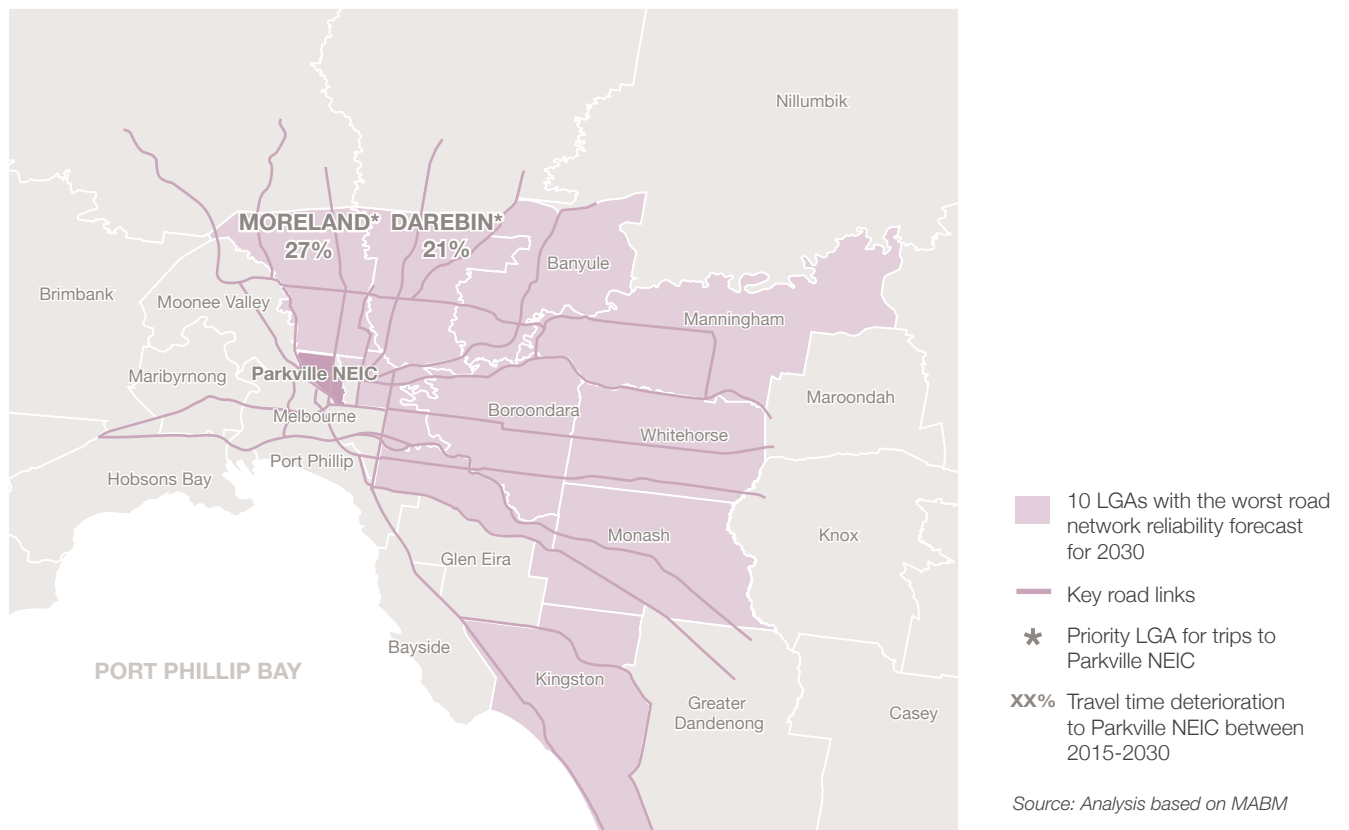 Nillumbik
MORELAND* DAREBIN*
27% 21%
Banyule
Brimbank
Moonee Valley
Manningham
Parkville NEIC
Maribyrnong
Maroondah
Melbourne
Boroondara
Whitehorse
Port Phillip
Hobsons Bay
Monash
Knox
Glen Eira
Bayside
PORT PHILLIP BAY
Kingston
Greater
Dandenong
Casey
10 LGAs with the worst road
network reliability forecast
for 2030
Key road links
* Priority LGA for trips to
Parkville NEIC
XX% Travel time deterioration
to Parkville NEIC between
2015-2030
Source: Analysis based on MABM